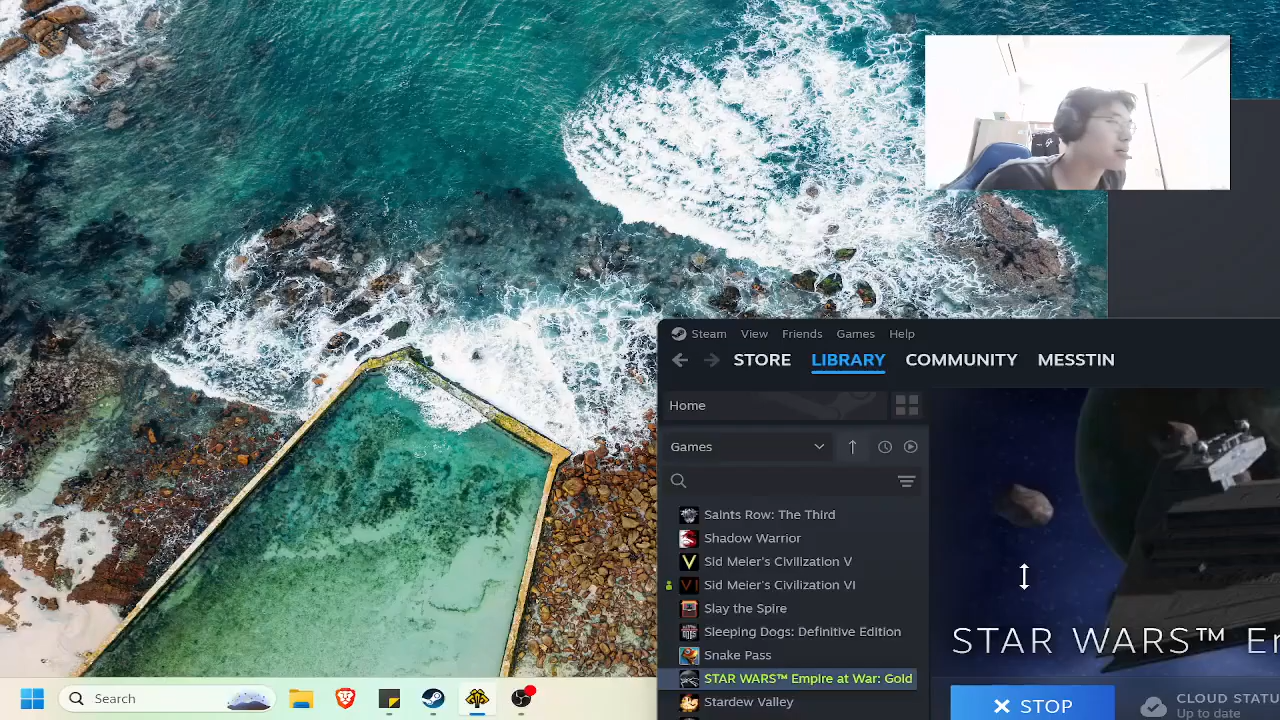 Steam View Friends Games Help
STORE LIBRARY COMMUNITY MESSTIN
Home
Games
Saints Row: The Third
Shadow Warrior
Sid Meier's Civilization V
Sid Meier's Civilization VI
Slay the Spire
Sleeping Dogs: Definitive Edition
Snake Pass
STAR WARS™ Empire at War: Gold
Stardew Valley
STAR WARS™ Em
STOP
CLOUD STATU
Up to date
Search